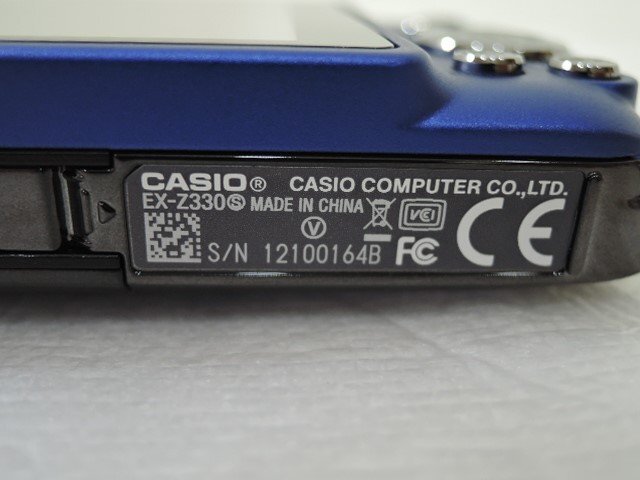 CASIO® CASIO COMPUTER CO.,LTD.
EX-Z330 Ⓢ MADE IN CHINA VCI
Ⓥ
S/N 12100164B FC CE